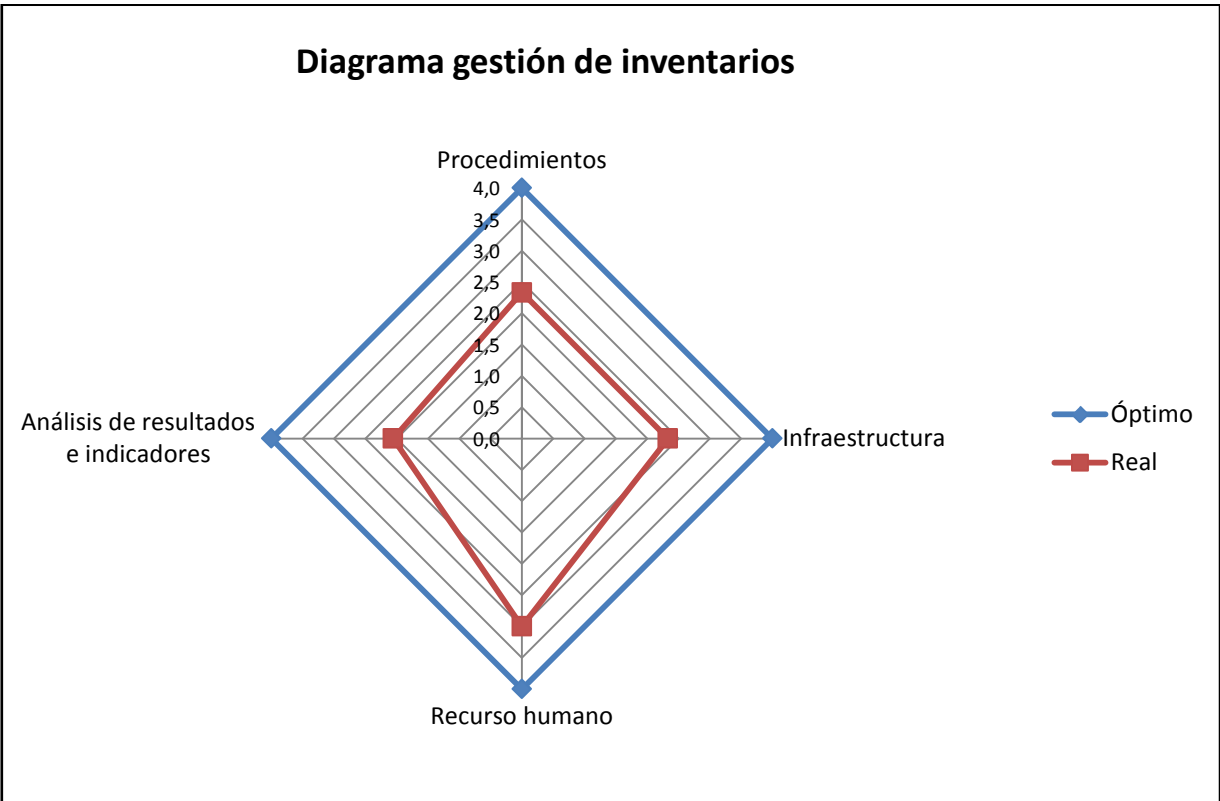 Diagrama gestión de inventarios
Procedimientos
4,0
3,5
3,0
2,5
2,0
1,5
1,0
0,5
0,0
Análisis de resultados
e indicadores
Infraestructura
Óptimo
Real
Recurso humano